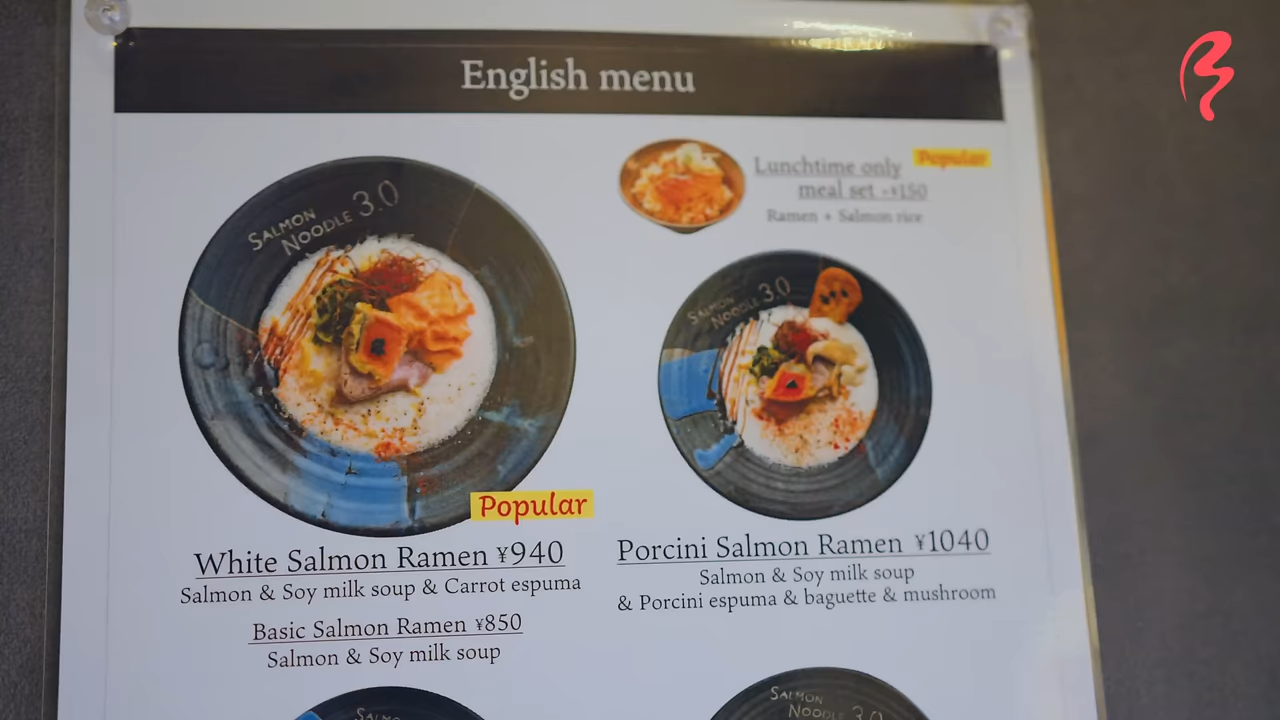 English menu
SALMON
NOODLE 3.0
Popular
Lunchtime only
meal set +¥150
Ramen + Salmon rice
SALMON
NOODLE 3.0
Popular
White Salmon Ramen ¥940
Salmon & Soy milk soup & Carrot espuma
Basic Salmon Ramen ¥850
Salmon & Soy milk soup
Porcini Salmon Ramen ¥1040
Salmon & Soy milk soup
& Porcini espuma & baguette & mushroom
SALMON
NOODLE 3.0